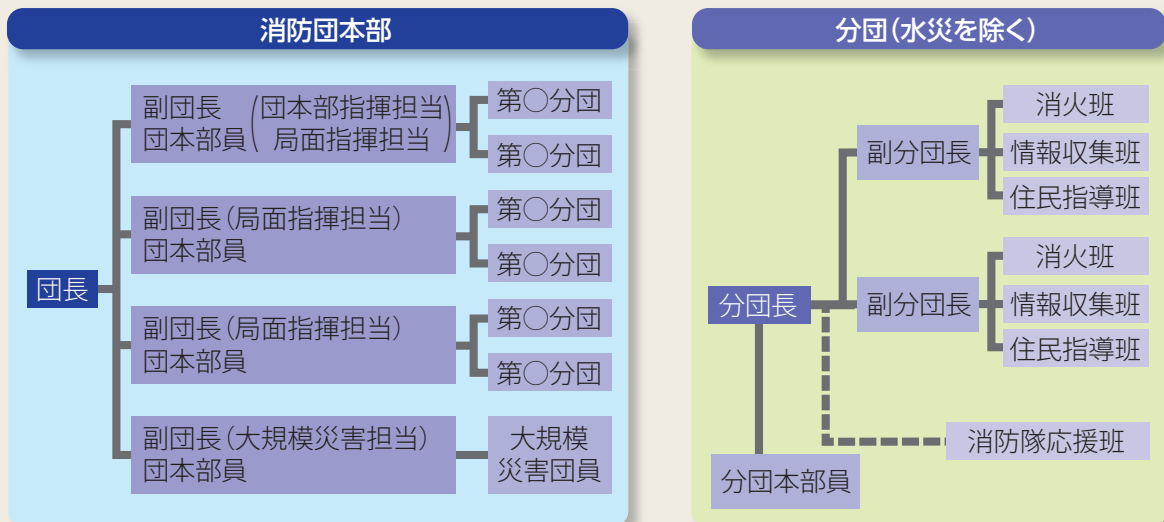 消防団本部
団長
副団長 (団本部指揮担当)
団本部員 (局面指揮担当)
第○分団
第○分団
副団長(局面指揮担当)
団本部員
第○分団
第○分団
副団長(局面指揮担当)
団本部員
第○分団
第○分団
副団長(大規模災害担当)
団本部員
大規模
災害団員
分団(水災を除く)
分団長
副分団長
消火班
情報収集班
住民指導班
副分団長
消火班
情報収集班
住民指導班
消防隊応援班
分団本部員